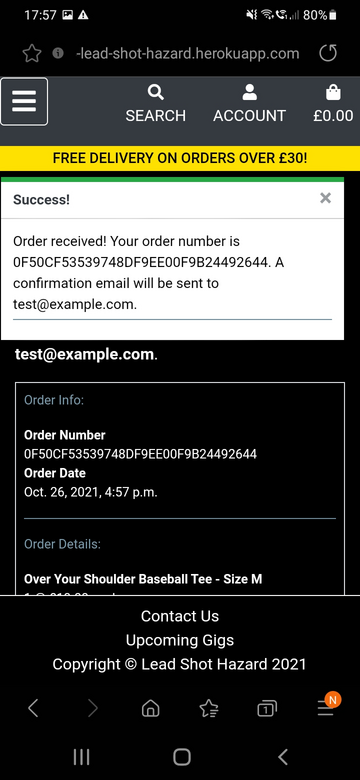 17:57 80%
-lead-shot-hazard.herokuapp.com
SEARCH ACCOUNT £0.00
FREE DELIVERY ON ORDERS OVER £30!
Success! ×
Order received! Your order number is
0F50CF53539748DF9EE00F9B24492644. A
confirmation email will be sent to
test@example.com.
test@example.com.
Order Info:
Order Number
0F50CF53539748DF9EE00F9B24492644
Order Date
Oct. 26, 2021, 4:57 p.m.
Order Details:
Over Your Shoulder Baseball Tee - Size M
Contact Us
Upcoming Gigs
Copyright © Lead Shot Hazard 2021
1 N